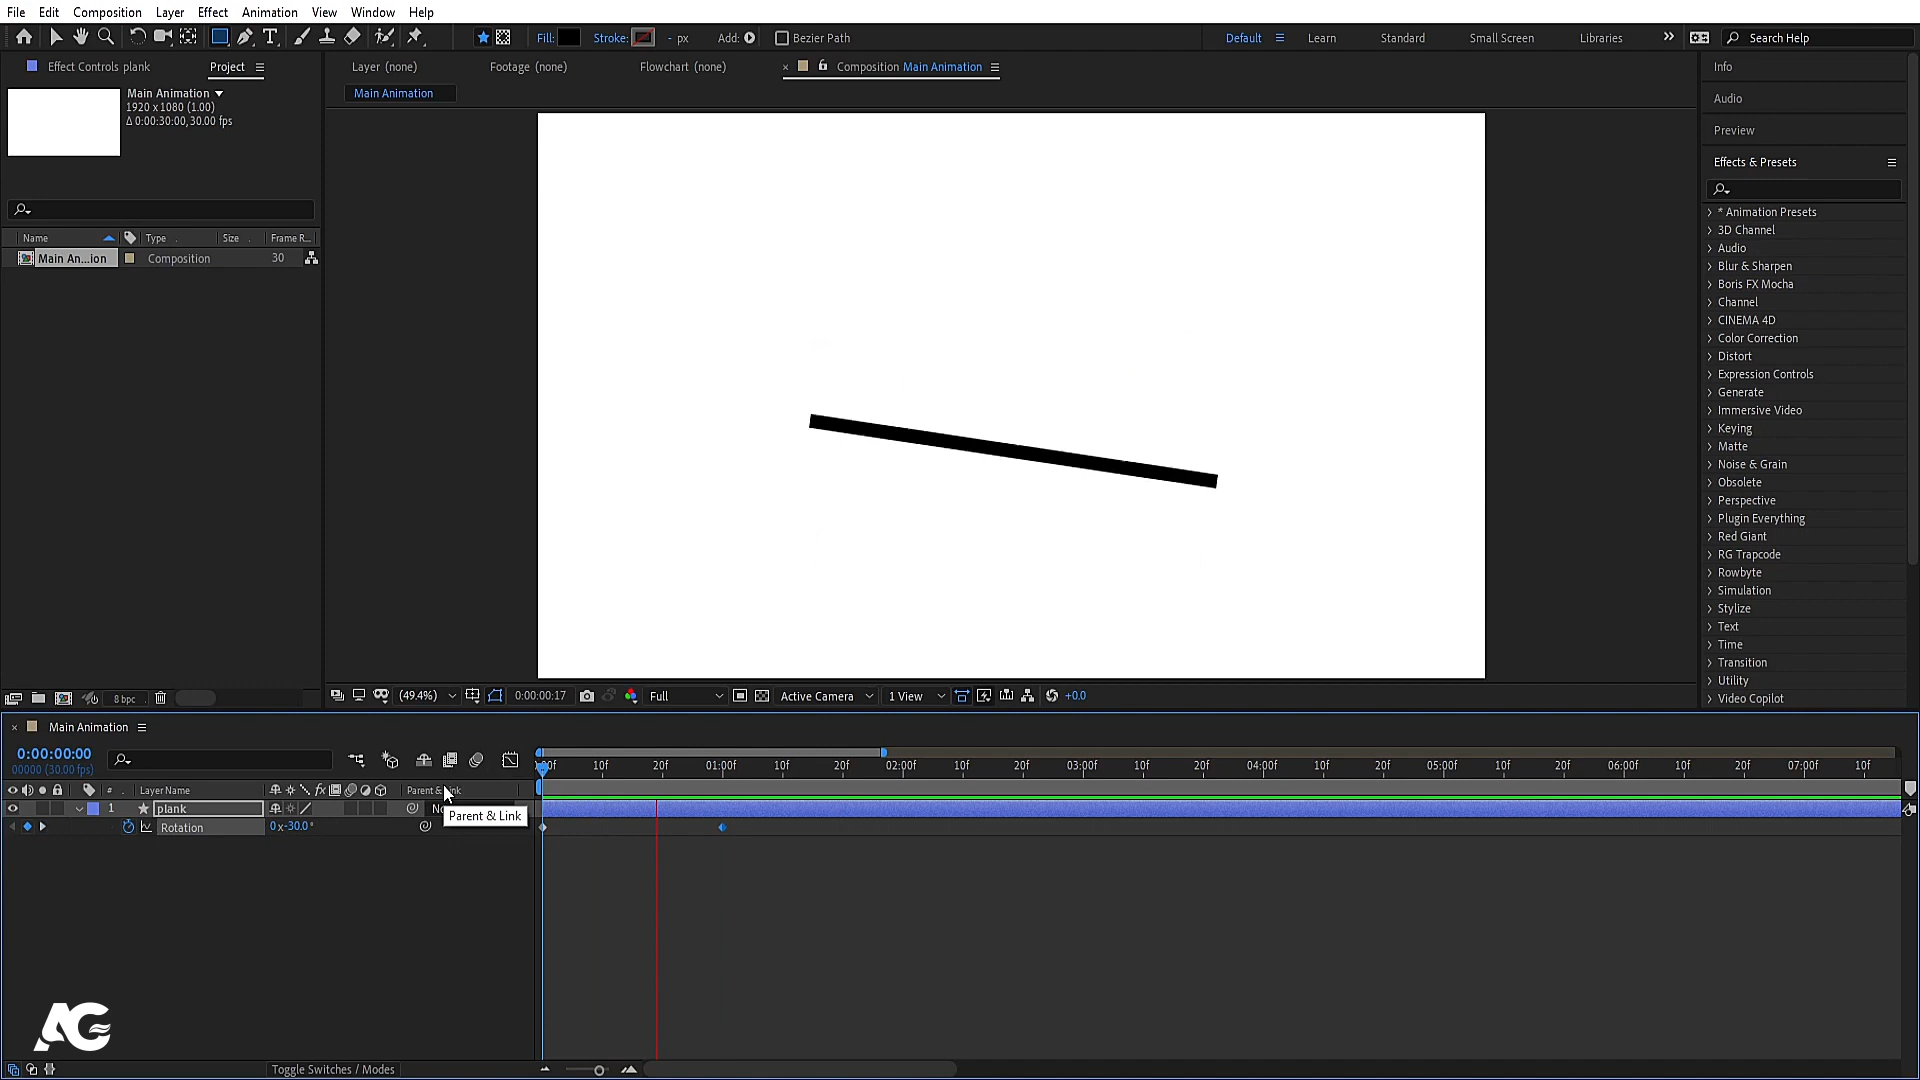 File Edit Composition Layer Effect Animation View Window Help
Fill: Stroke: - px Add: Bezier Path Default Learn Standard Small Screen Libraries Search Help
Effect Controls plank Project Layer (none) Footage (none) Flowchart (none) Composition Main Animation Info
Main Animation
Main Animation
1920 x 1080 (1.00)
Δ 0:00:30:00, 30.00 fps
Audio
Preview
Effects & Presets
Name Type Size Frame R...
Main An...ion Composition 30
* Animation Presets
3D Channel
Audio
Blur & Sharpen
Boris FX Mocha
Channel
CINEMA 4D
Color Correction
Distort
Expression Controls
Generate
Immersive Video
Keying
Matte
Noise & Grain
Obsolete
Perspective
Plugin Everything
Red Giant
RG Trapcode
Rowbyte
Simulation
Stylize
Text
Time
Transition
Utility
Video Copilot
8 bpc (49.4%) 0:00:00:17 Full Active Camera 1 View +0.0
Main Animation
0:00:00:00
00000 (30.00 fps)
10f 20f 01:00f 10f 20f 02:00f 10f 20f 03:00f 10f 20f 04:00f 10f 20f 05:00f 10f 20f 06:00f 10f 20f 07:00f 10f
# Layer Name fx Parent & Link
1 plank
Parent & Link
Rotation 0x-30.0°
AG
Toggle Switches / Modes